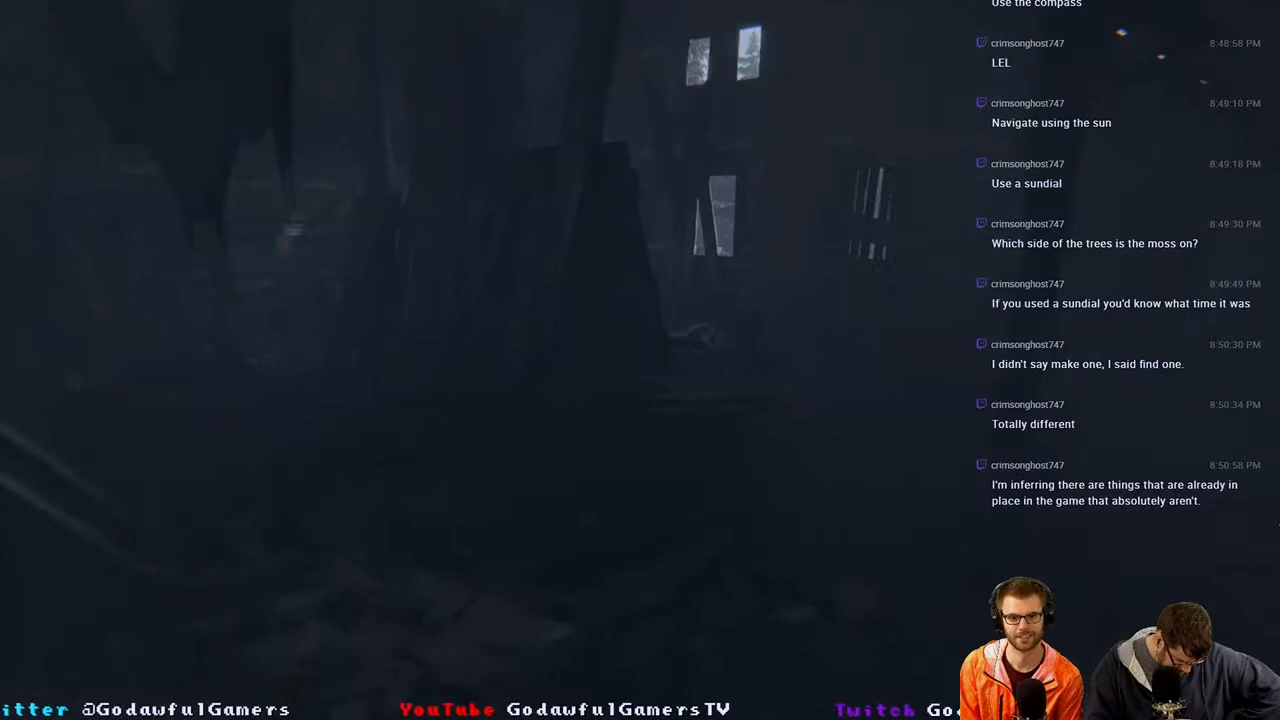 Use the compass
crimsonghost747 8:48:58 PM
LEL
crimsonghost747 8:49:10 PM
Navigate using the sun
crimsonghost747 8:49:18 PM
Use a sundial
crimsonghost747 8:49:30 PM
Which side of the trees is the moss on?
crimsonghost747 8:49:49 PM
If you used a sundial you'd know what time it was
crimsonghost747 8:50:30 PM
I didn't say make one, I said find one.
crimsonghost747 8:50:34 PM
Totally different
crimsonghost747 8:50:58 PM
I'm inferring there are things that are already in
place in the game that absolutely aren't.
itter @GodawfulGamers YouTube GodawfulGamersTV Twitch Go